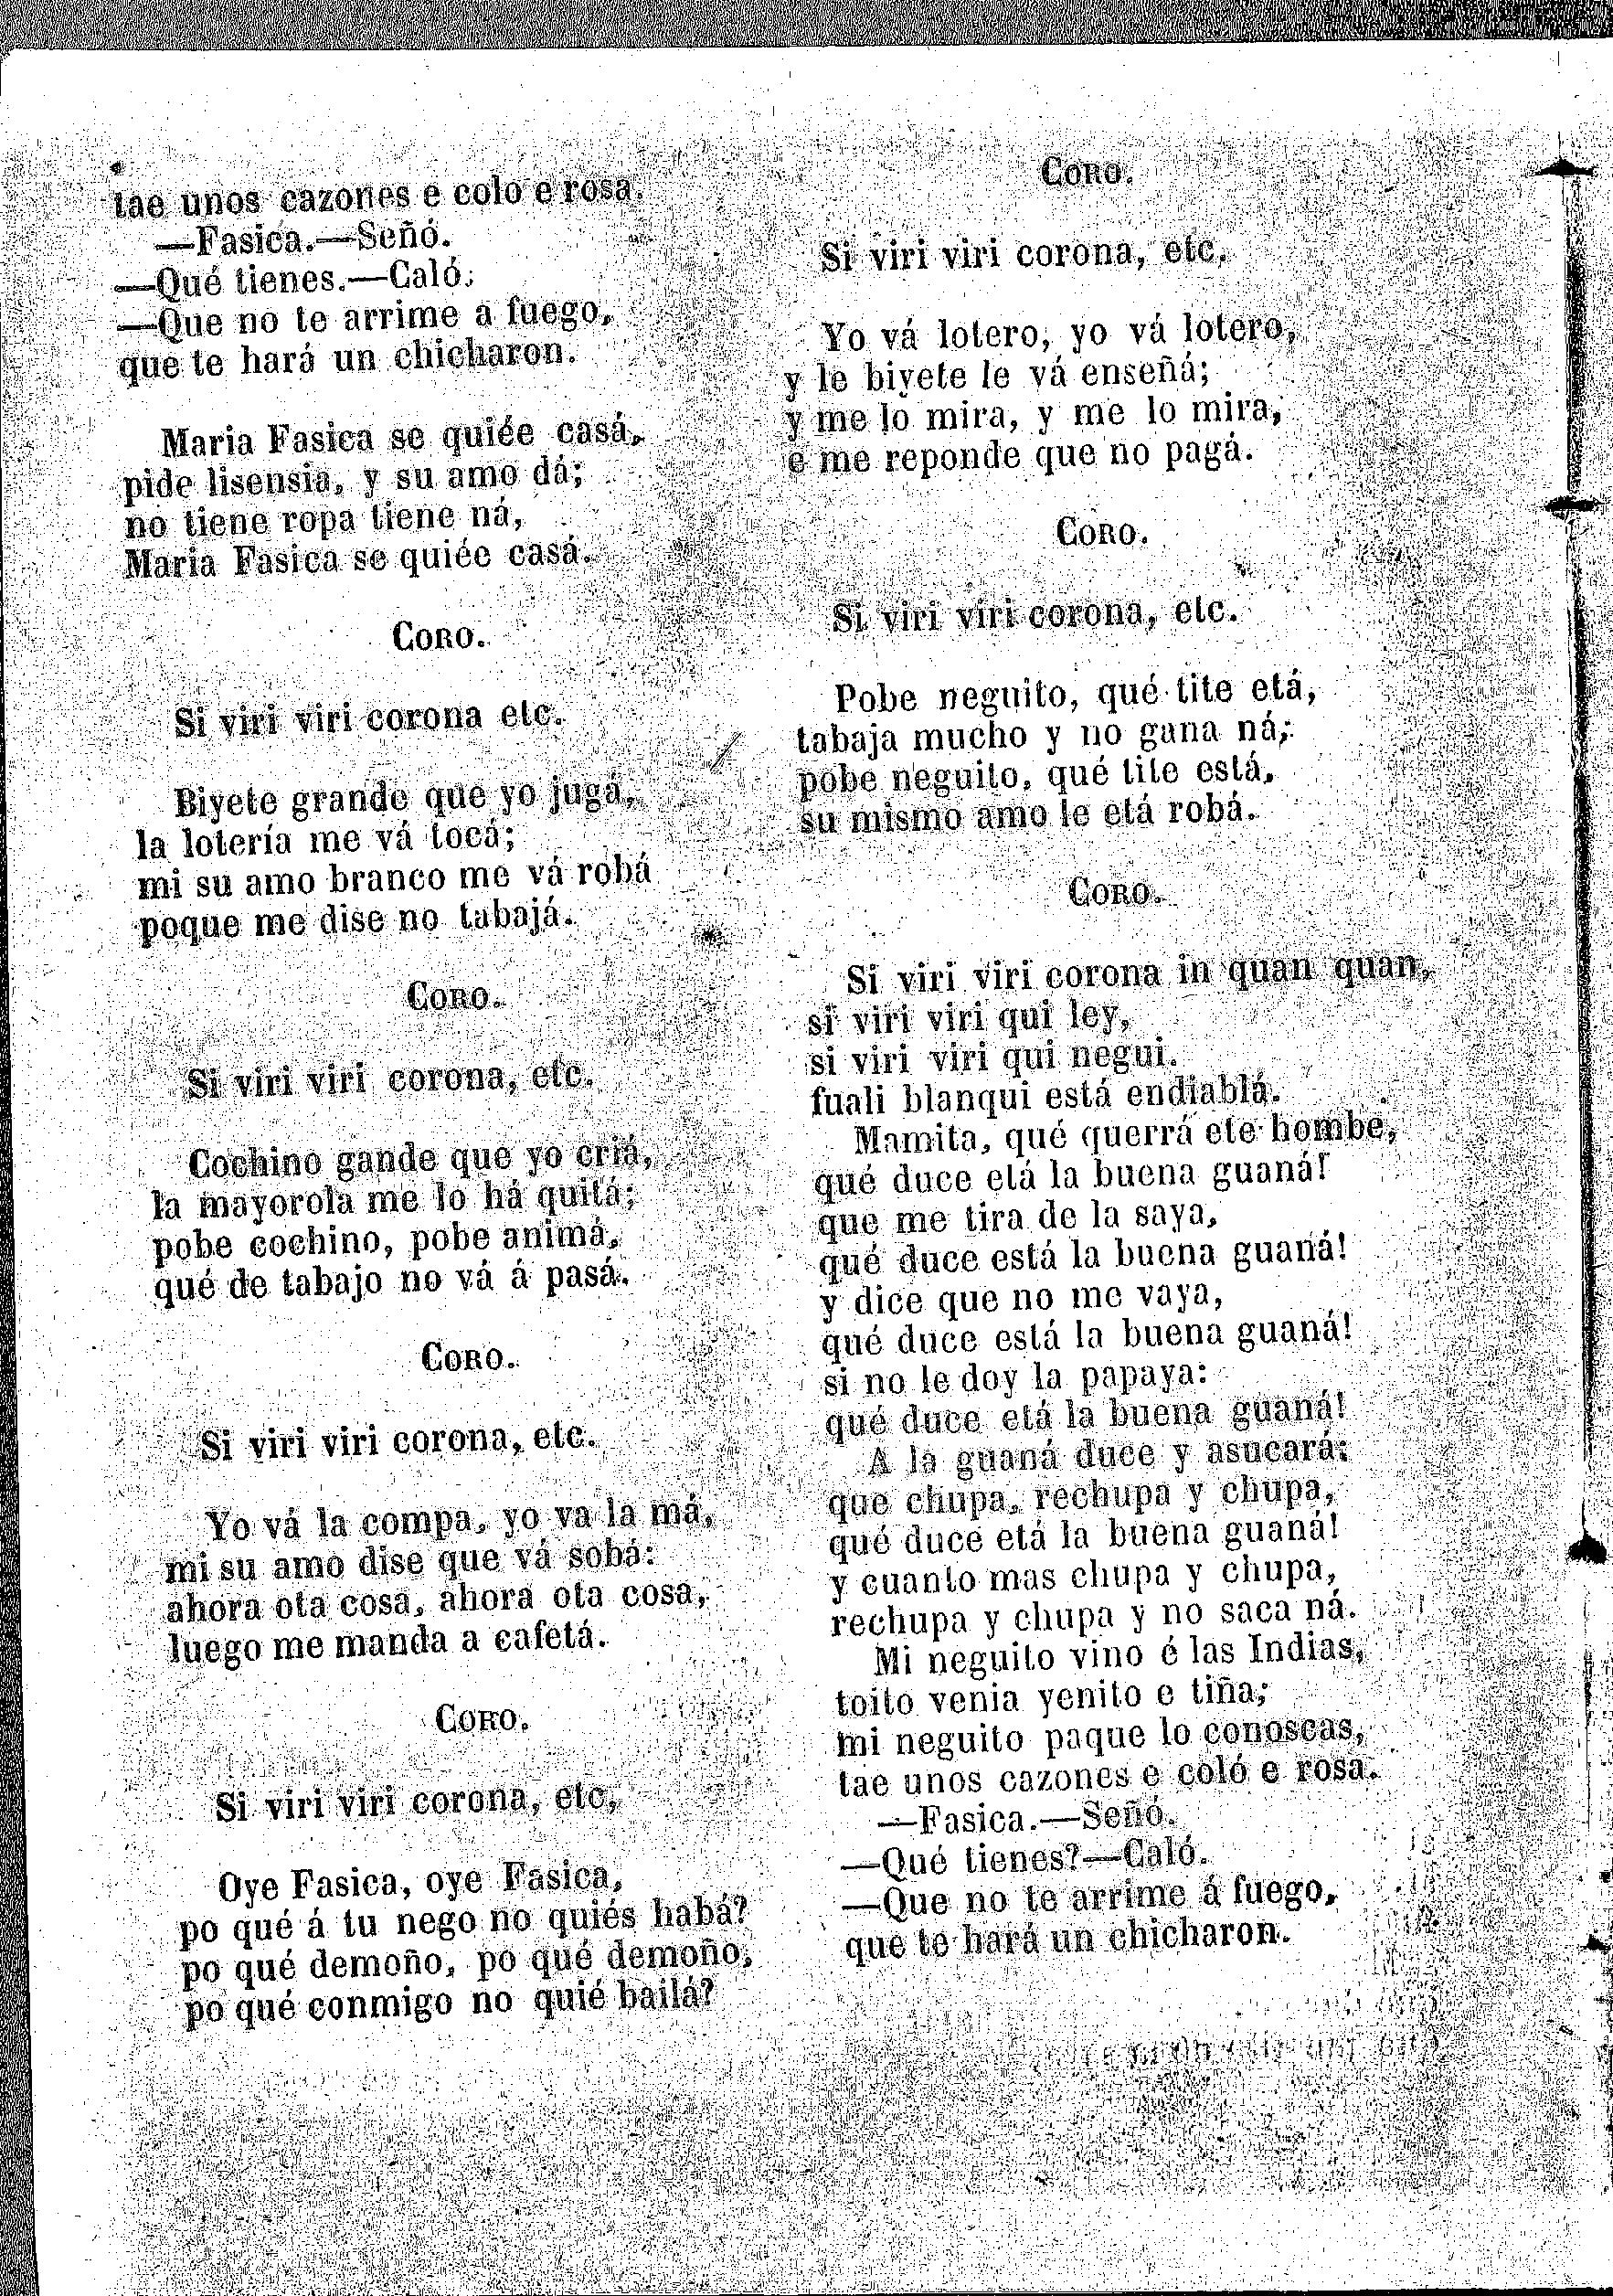 tae unos cazones e colo e rosa.
—Fasica.—Señó.
—Qué tienes.—Caló.
—Que no te arrime a fuego,
que te hará un chicharon.
Maria Fasica se quiée casá,
pide lisensia, y su amo dá;
no tiene ropa tiene ná,
Maria Fasica se quiée casá.
CORO.
Si viri viri corona etc.
Biyete grande que yo jugá,
la lotería me vá tocá;
mi su amo branco me vá robá
poque me dise no tabajá.
CORO.
Si viri viri corona, etc.
Cochino gande que yo criá,
la mayorola me lo há quitá;
pobe cochino, pobe animá,
qué de tabajo no vá á pasá.
CORO.
Si viri viri corona, etc.
Yo vá la compa, yo va la má,
mi su amo dise que vá sobá:
ahora ota cosa, ahora ota cosa,
luego me manda a cafetá.
CORO.
Si viri viri corona, etc,
Oye Fasica, oye Fasica,
po qué á tu nego no quiés habá?
po qué demoño, po qué demoño,
po qué conmigo no quié bailá?
CORO.
Si viri viri corona, etc.
Yo vá lotero, yo vá lotero,
y le biyete le vá enseñá;
y me lo mira, y me lo mira,
e me reponde que no pagá.
CORO.
Si viri viri corona, etc.
Pobe neguito, qué tite etá,
tabaja mucho y no gana ná;
pobe neguito, qué tite está,
su mismo amo le etá robá.
CORO.
Si viri viri corona in quan quan,
si viri viri qui ley,
si viri viri qui negui.
fuali blanqui está endiablá.
Mamita, qué querrá ete hombe,
qué duce etá la buena guaná!
que me tira de la saya,
qué duce está la buena guaná!
y dice que no me vaya,
qué duce está la buena guaná!
si no le doy la papaya:
qué duce etá la buena guaná!
A la guaná duce y asucará:
que chupa, rechupa y chupa,
qué duce etá la buena guaná!
y cuanto mas chupa y chupa,
rechupa y chupa y no saca ná.
Mi neguito vino é las Indias,
toito venia yenito e tiña;
mi neguito paque lo conoscas,
tae unos cazones e coló e rosa.
—Fasica.—Señó.
—Qué tienes?—Caló.
—Que no te arrime á fuego,
que te hará un chicharon.